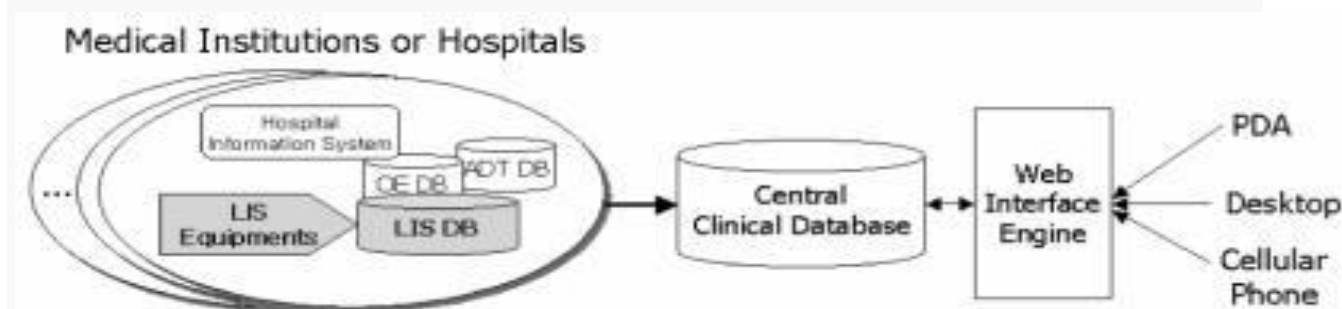 Medical Institutions or Hospitals
Hospital
Information System
ADT DB
OE DB
...
LIS
Equipments
LIS DB
Central
Clinical Database
Web
Interface
Engine
PDA
Desktop
Cellular
Phone